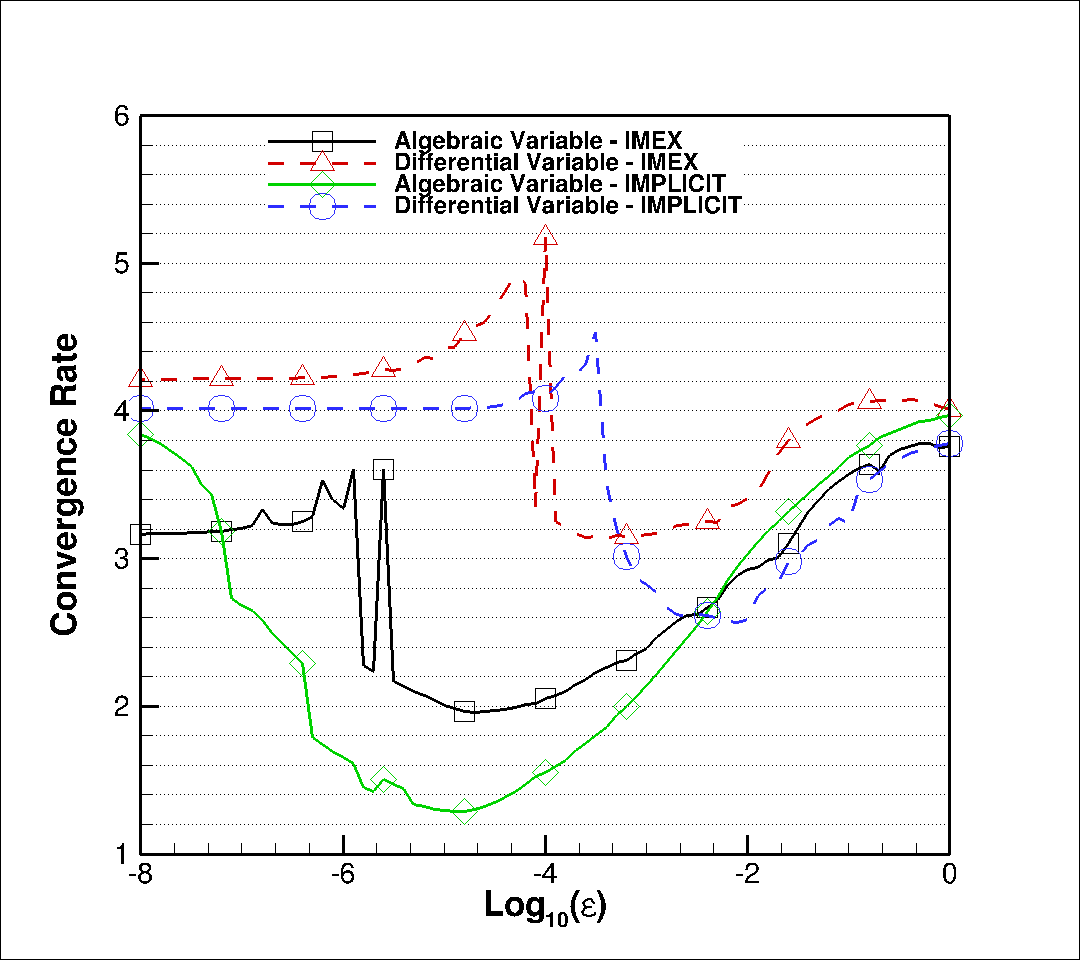 6
Algebraic Variable - IMEX
Differential Variable - IMEX
Algebraic Variable - IMPLICIT
Differential Variable - IMPLICIT
5
4
3
2
1
Convergence Rate
-8 -6 -4 -2 0
Log10(ε)